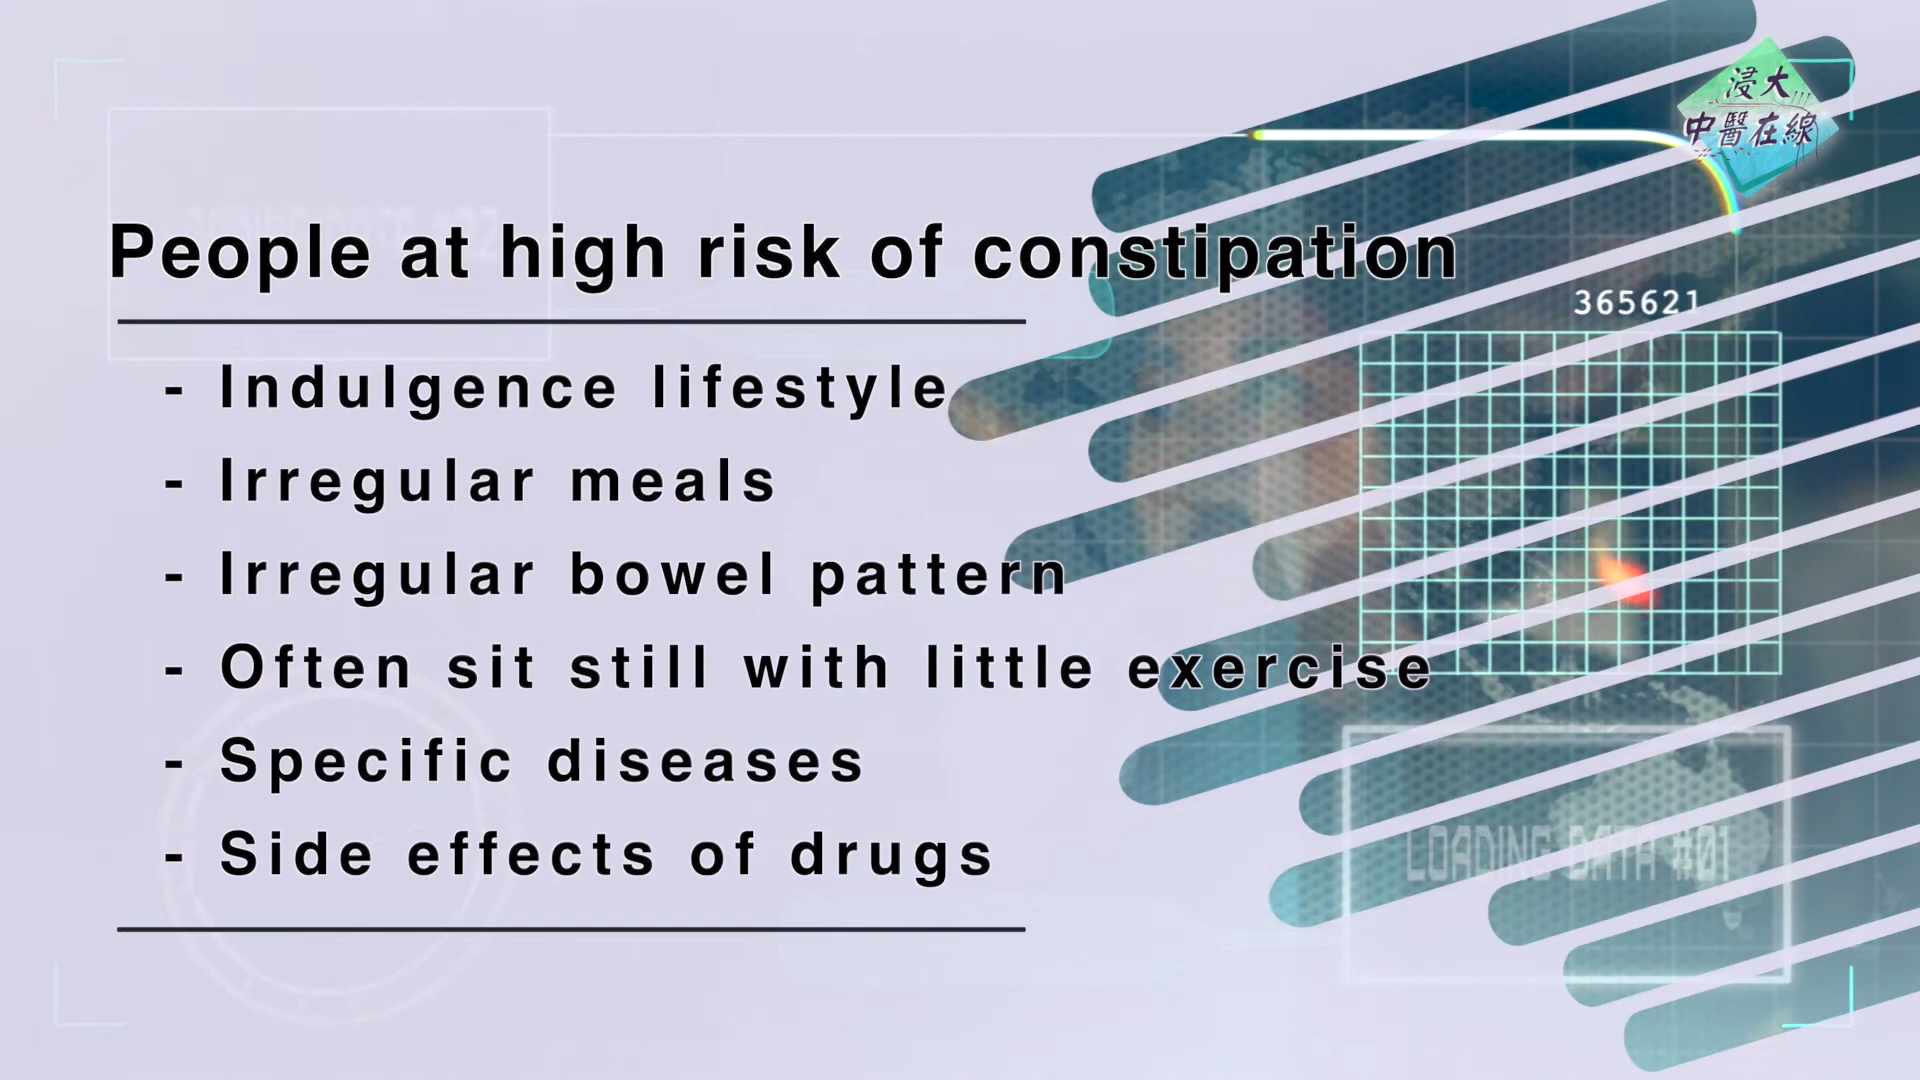 浸大
中醫在線
People at high risk of constipation
365621
- Indulgence lifestyle
- Irregular meals
- Irregular bowel pattern
- Often sit still with little exercise
- Specific diseases
- Side effects of drugs
LOADING DATA #01